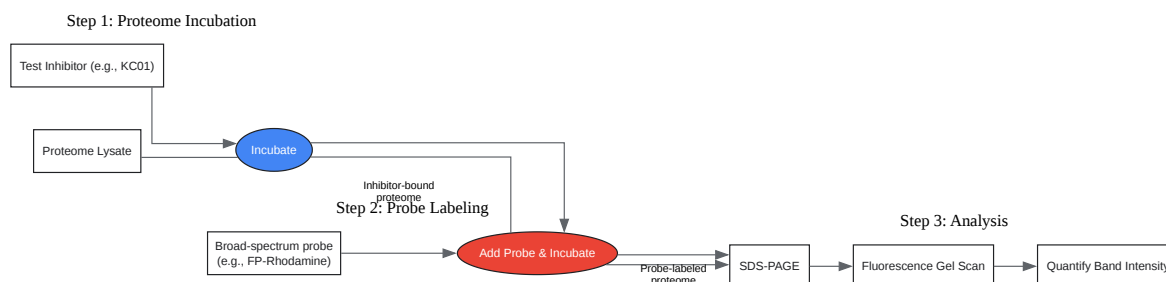 Step 1: Proteome Incubation
Test Inhibitor (e.g., KC01)
Proteome Lysate
Incubate
Inhibitor-bound
proteome
Step 2: Probe Labeling
Broad-spectrum probe
(e.g., FP-Rhodamine)
Add Probe & Incubate
Probe-labeled
proteome
Step 3: Analysis
SDS-PAGE
Fluorescence Gel Scan
Quantify Band Intensity